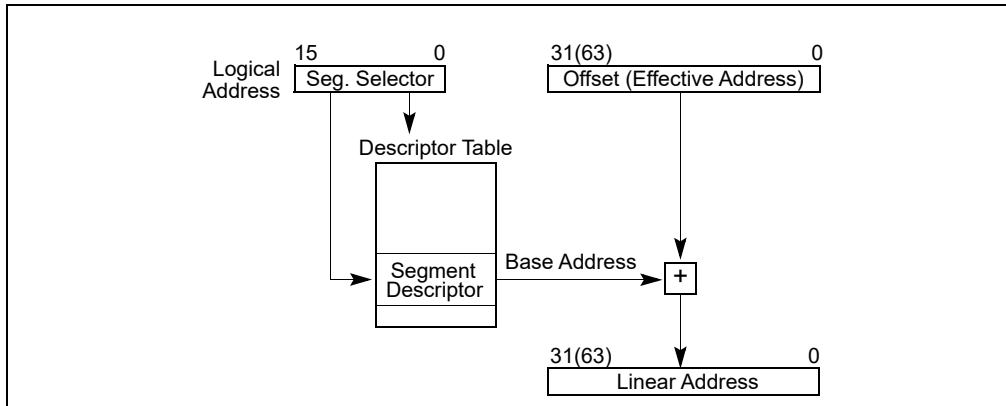 15 0
31(63) 0
Logical
Address
Seg. Selector
Offset (Effective Address)
Descriptor Table
Base Address
Segment
Descriptor
+
31(63) 0
Linear Address